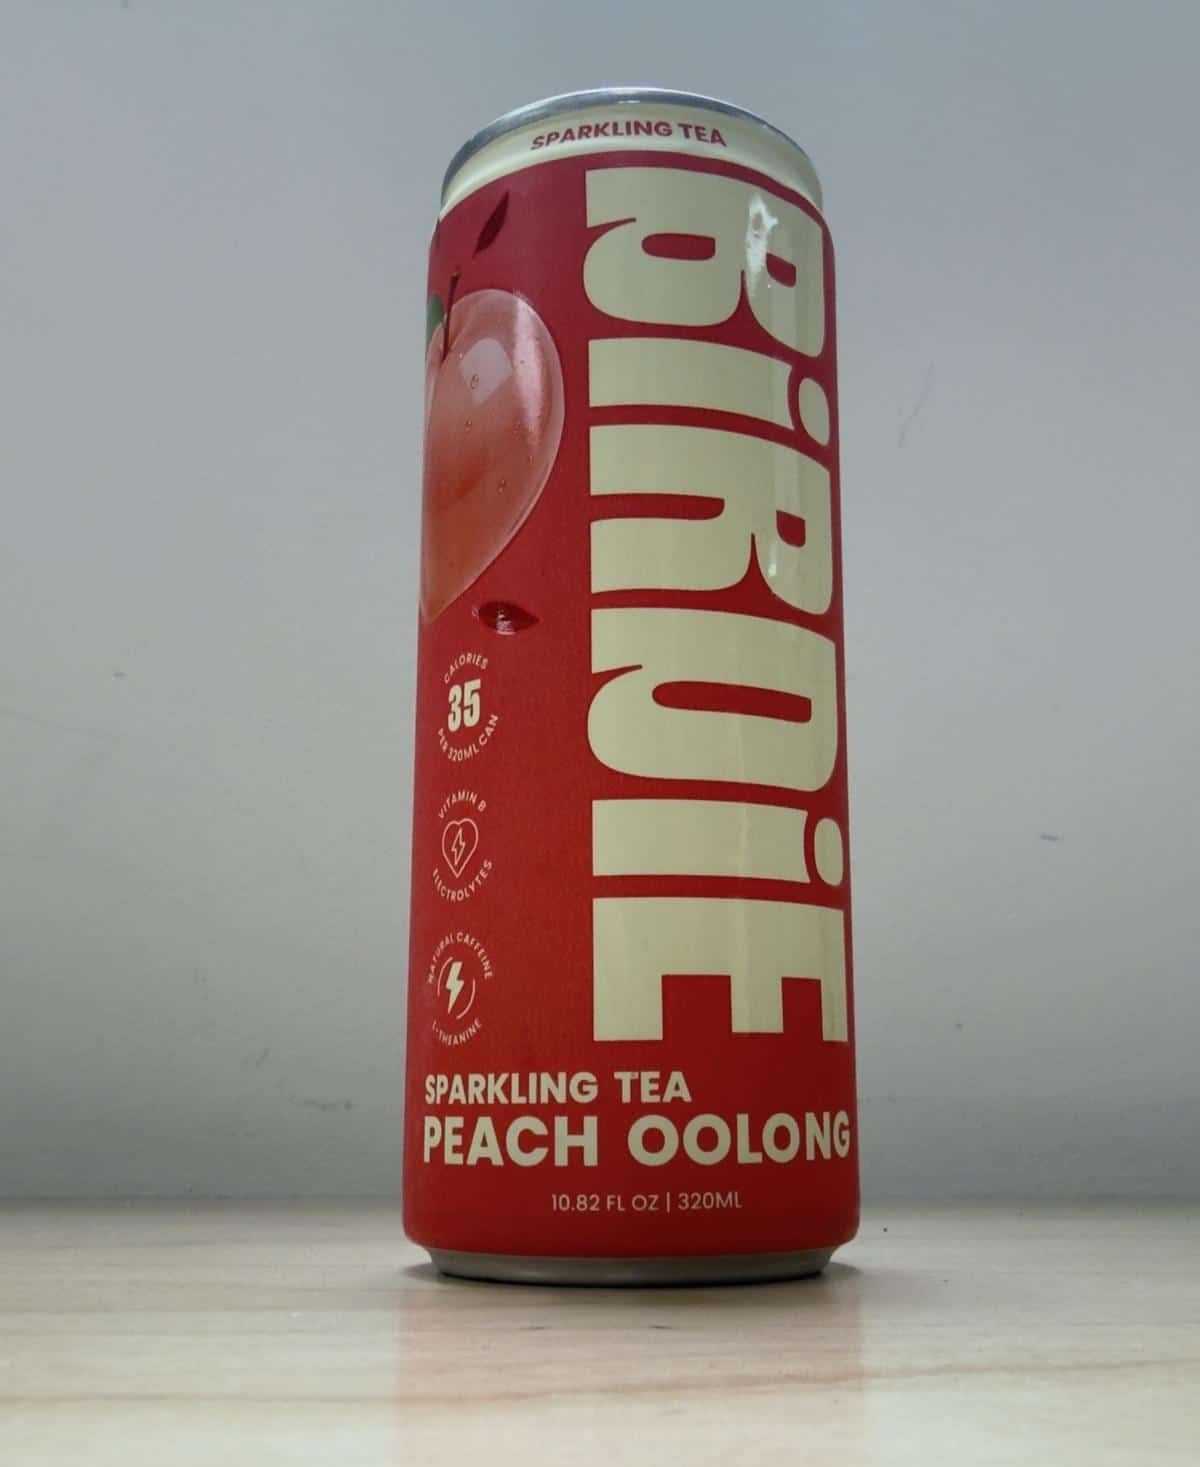 SPARKLING TEA
BiRDiE
CALORIES
35
PER 320ML CAN
VITAMIN B
ELECTROLYTES
NATURAL CAFFEINE
L-THEANINE
SPARKLING TEA
PEACH OOLONG
10.82 FL OZ | 320ML